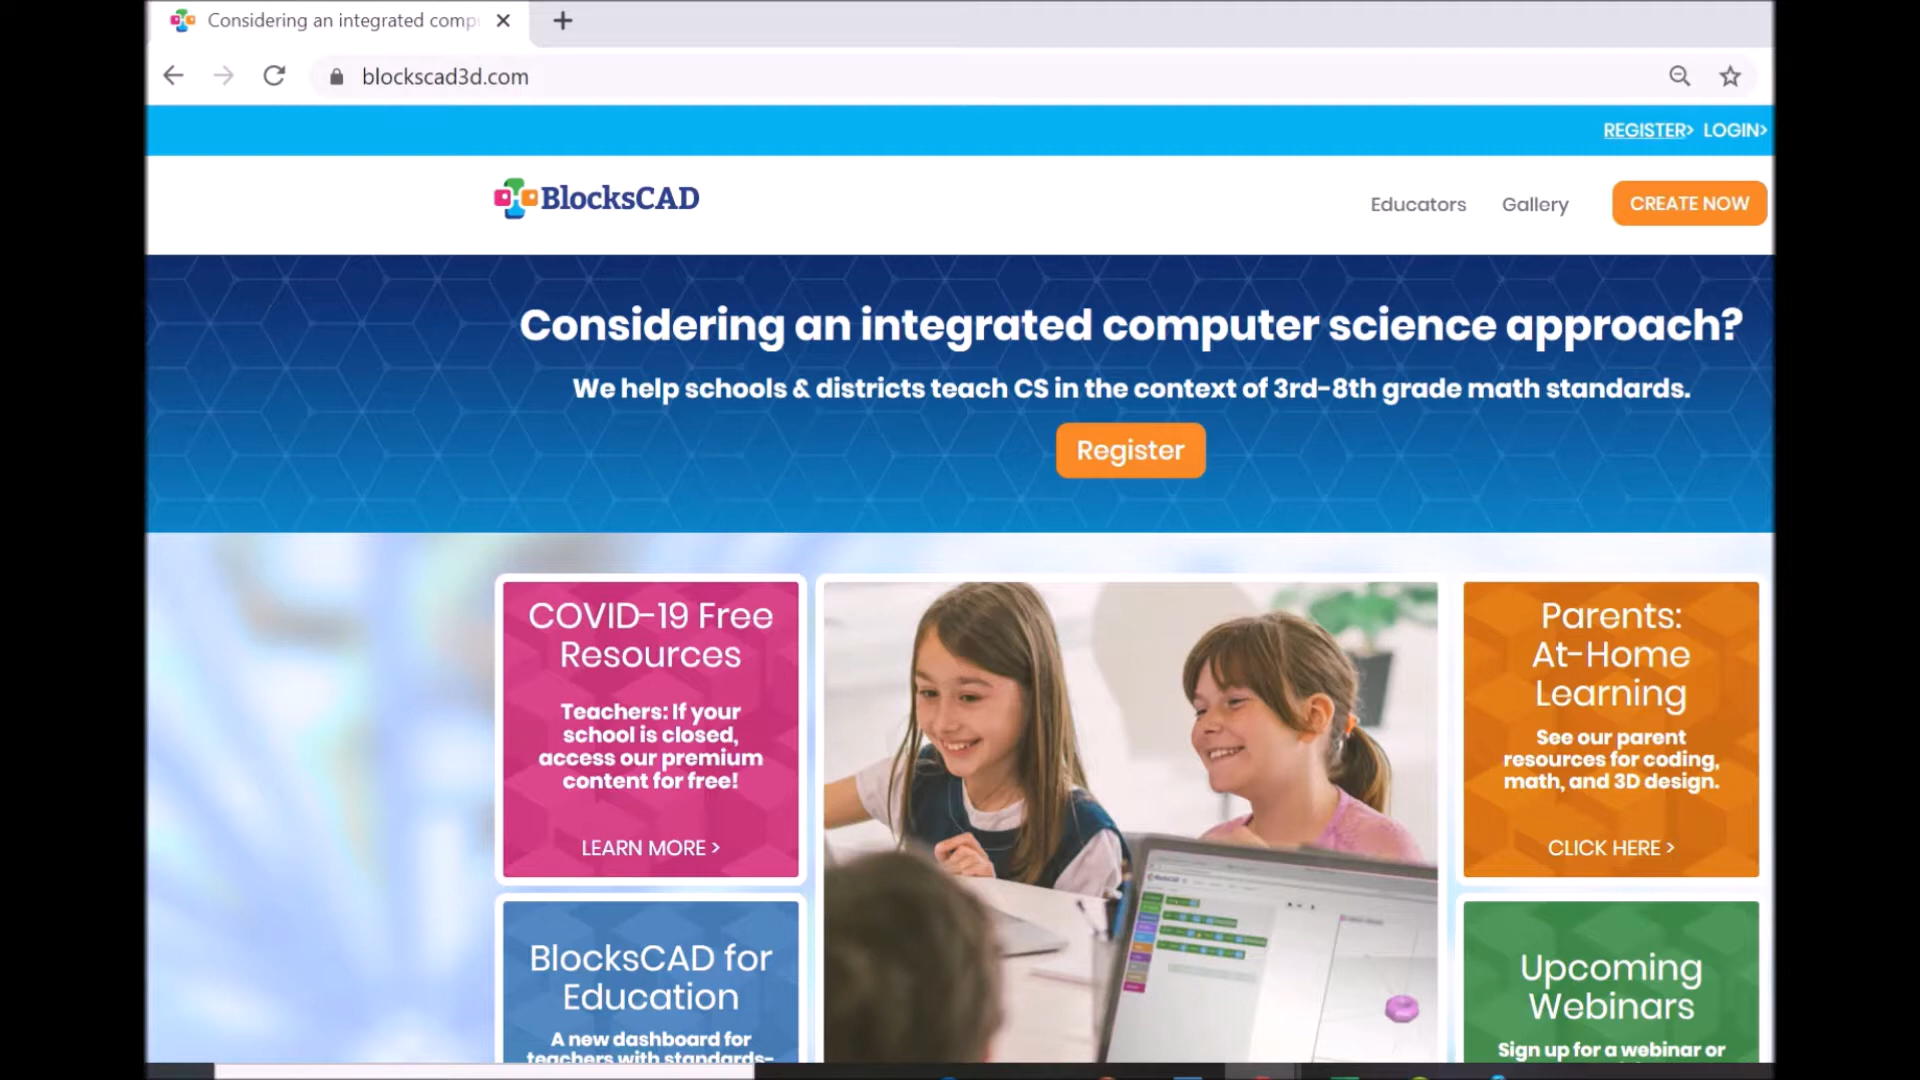 Considering an integrated comp
blockscad3d.com
REGISTER> LOGIN>
BlocksCAD
Educators Gallery CREATE NOW
Considering an integrated computer science approach?
We help schools & districts teach CS in the context of 3rd-8th grade math standards.
Register
COVID-19 Free
Resources
Teachers: If your
school is closed,
access our premium
content for free!
LEARN MORE >
Parents:
At-Home
Learning
See our parent
resources for coding,
math, and 3D design.
CLICK HERE >
BlocksCAD for
Education
A new dashboard for
teachers with standards-
Upcoming
Webinars
Sign up for a webinar or